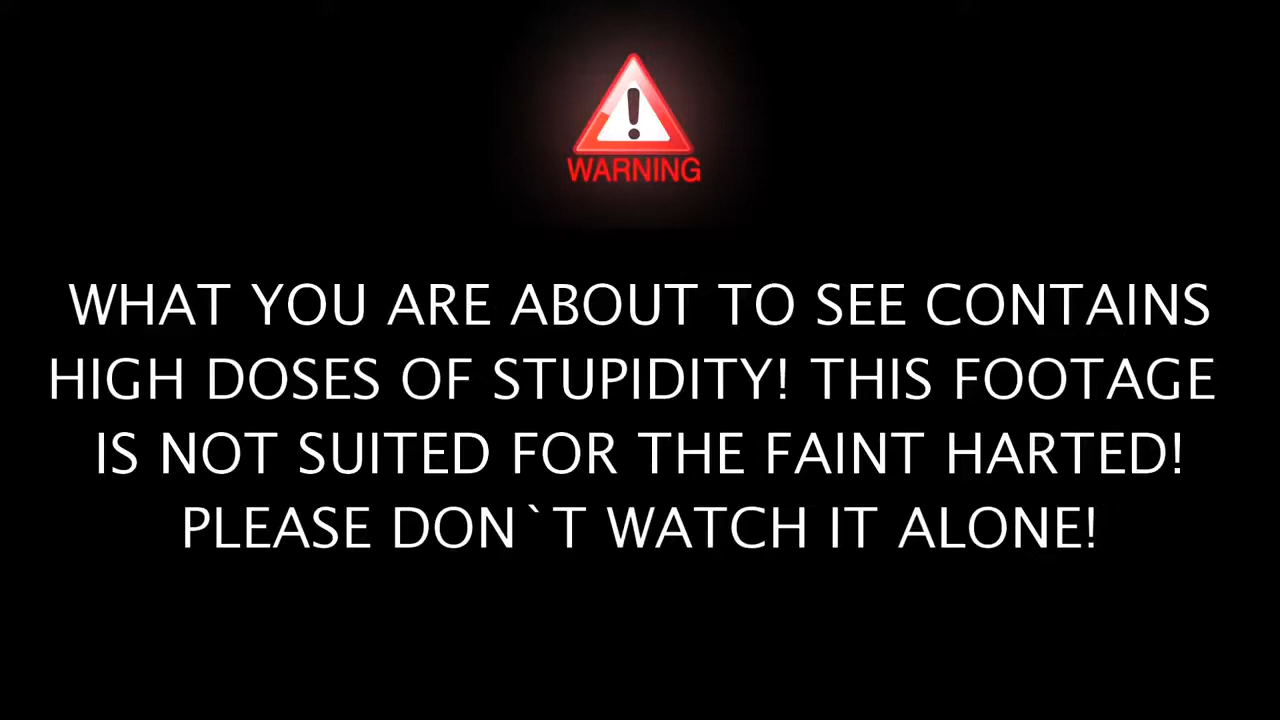 !
WARNING
WHAT YOU ARE ABOUT TO SEE CONTAINS
HIGH DOSES OF STUPIDITY! THIS FOOTAGE
IS NOT SUITED FOR THE FAINT HARTED!
PLEASE DON`T WATCH IT ALONE!